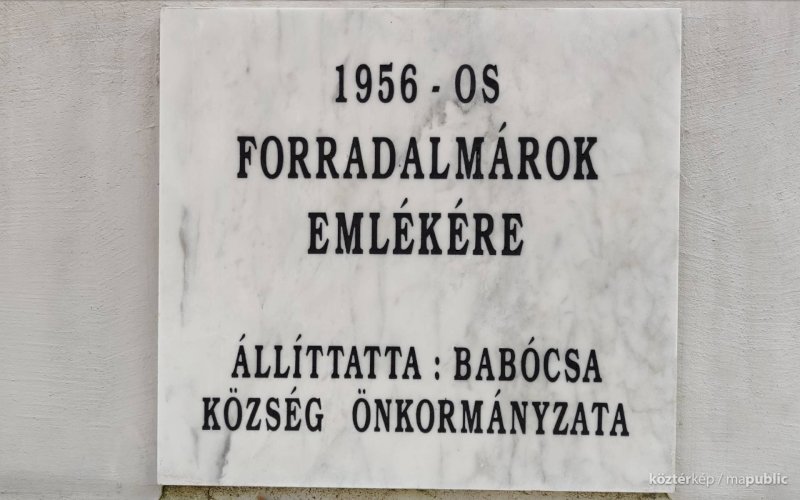 1956 - OS
FORRADALMÁROK
EMLÉKÉRE
ÁLLÍTTATTA : BABÓCSA
KÖZSÉG ÖNKORMÁNYZATA
köztérkép / mapublic